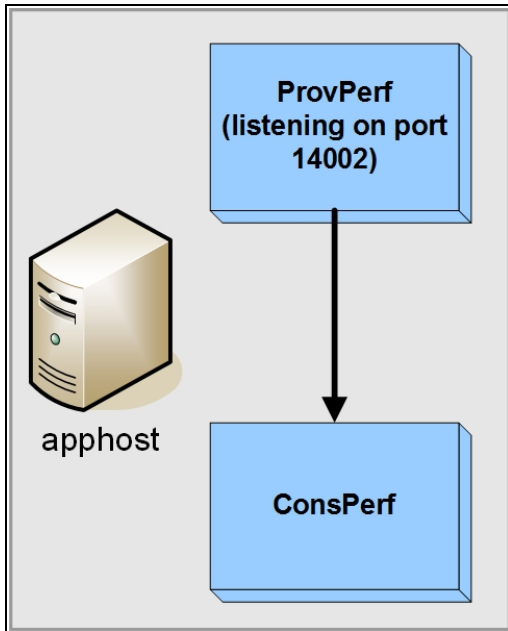 ProvPerf
(listening on port
14002)
apphost
ConsPerf